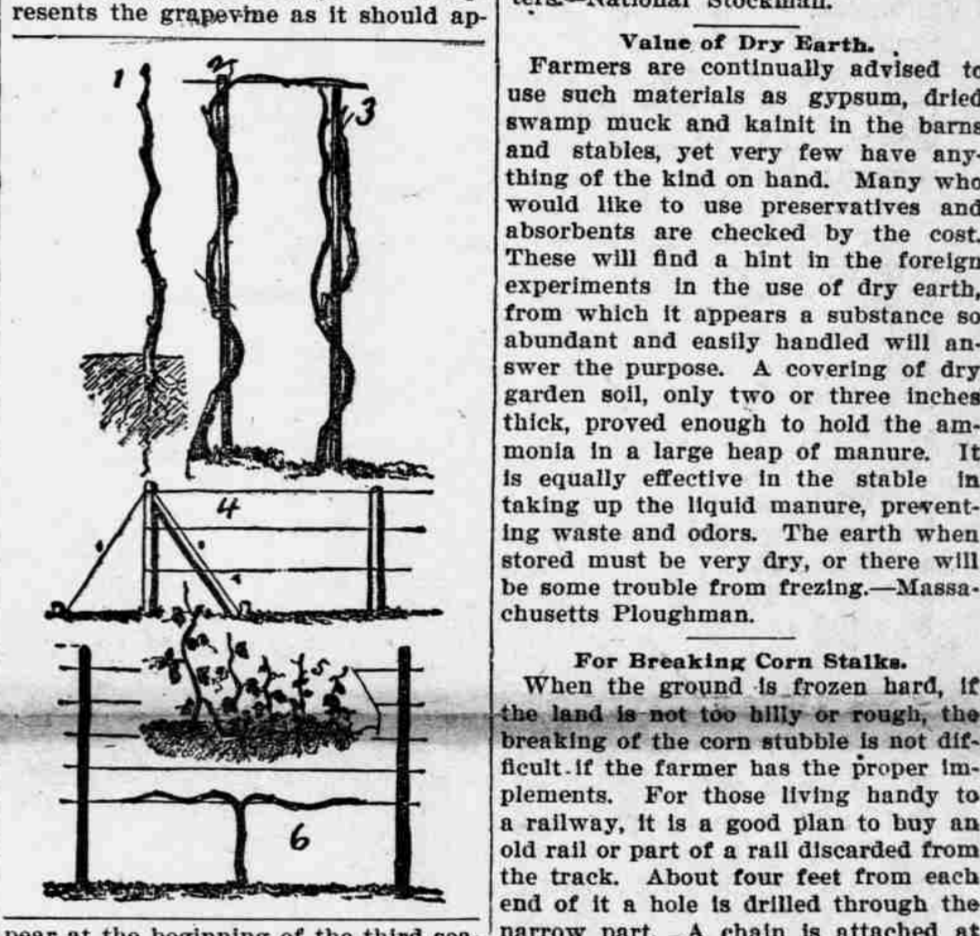 resents the grapevine as it should ap-
1
2
3
4
5
6
pear at the beginning of the third sea-
ters.—National Stockman.
Value of Dry Earth.
Farmers are continually advised to
use such materials as gypsum, dried
swamp muck and kainit in the barns
and stables, yet very few have any-
thing of the kind on hand. Many who
would like to use preservatives and
absorbents are checked by the cost.
These will find a hint in the foreign
experiments in the use of dry earth,
from which it appears a substance so
abundant and easily handled will an-
swer the purpose. A covering of dry
garden soil, only two or three inches
thick, proved enough to hold the am-
monia in a large heap of manure. It
is equally effective in the stable in
taking up the liquid manure, prevent-
ing waste and odors. The earth when
stored must be very dry, or there will
be some trouble from frezing.—Massa-
chusetts Ploughman.
For Breaking Corn Stalks.
When the ground is frozen hard, if
the land is not too hilly or rough, the
breaking of the corn stubble is not dif-
ficult if the farmer has the proper im-
plements. For those living handy to
a railway, it is a good plan to buy an
old rail or part of a rail discarded from
the track. About four feet from each
end of it a hole is drilled through the
narrow part. A chain is attached as